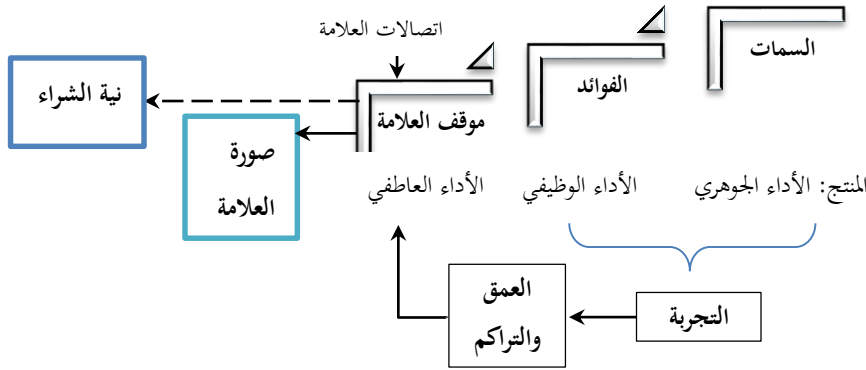 السمات
الفوائد
اتصالات العلامة
موقف العلامة
نية الشراء
صورة
العلامة
المنتج: الأداء الجوهري
الأداء الوظيفي
الأداء العاطفي
التجربة
العمق
والتراكم